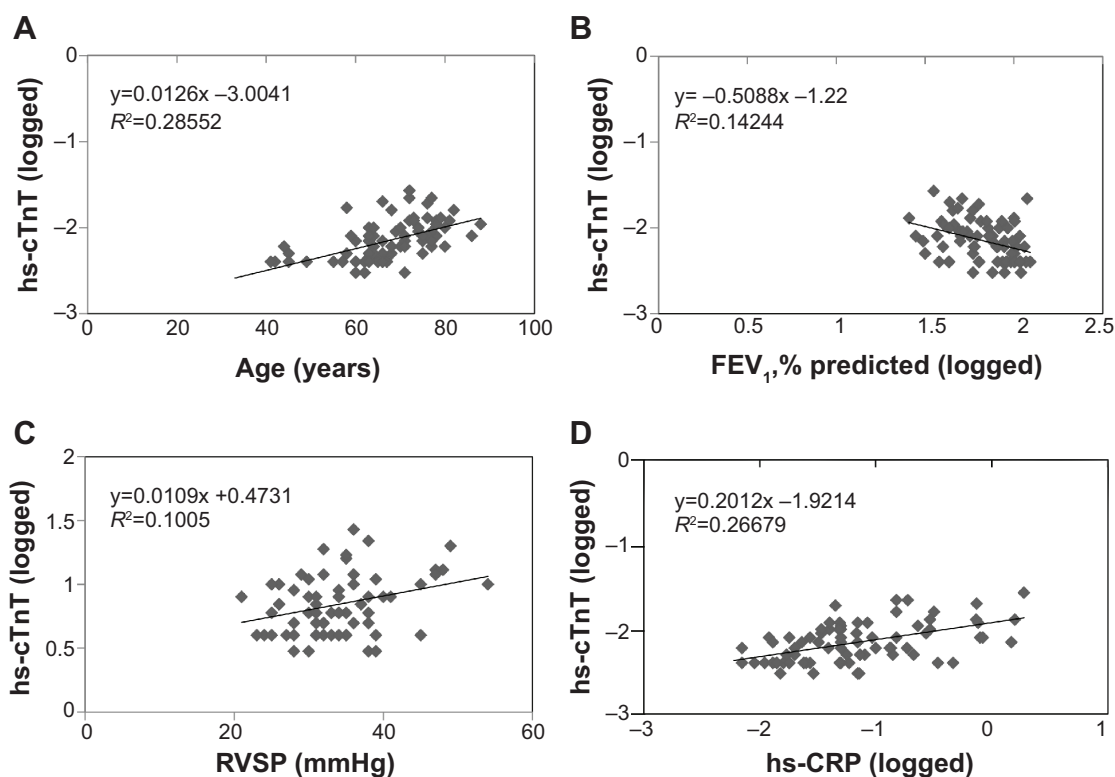 A
hs-cTnT (logged)
0
–1
–2
–3
y=0.0126x –3.0041
R²=0.28552
0 20 40 60 80 100
Age (years)
B
hs-cTnT (logged)
0
–1
–2
–3
y= –0.5088x –1.22
R²=0.14244
0 0.5 1 1.5 2 2.5
FEV₁,% predicted (logged)
C
hs-cTnT (logged)
2
1.5
1
0.5
0
y=0.0109x +0.4731
R²=0.1005
0 20 40 60
RVSP (mmHg)
D
hs-cTnT (logged)
0
–1
–2
–3
y=0.2012x –1.9214
R²=0.26679
–3 –2 –1 0 1
hs-CRP (logged)